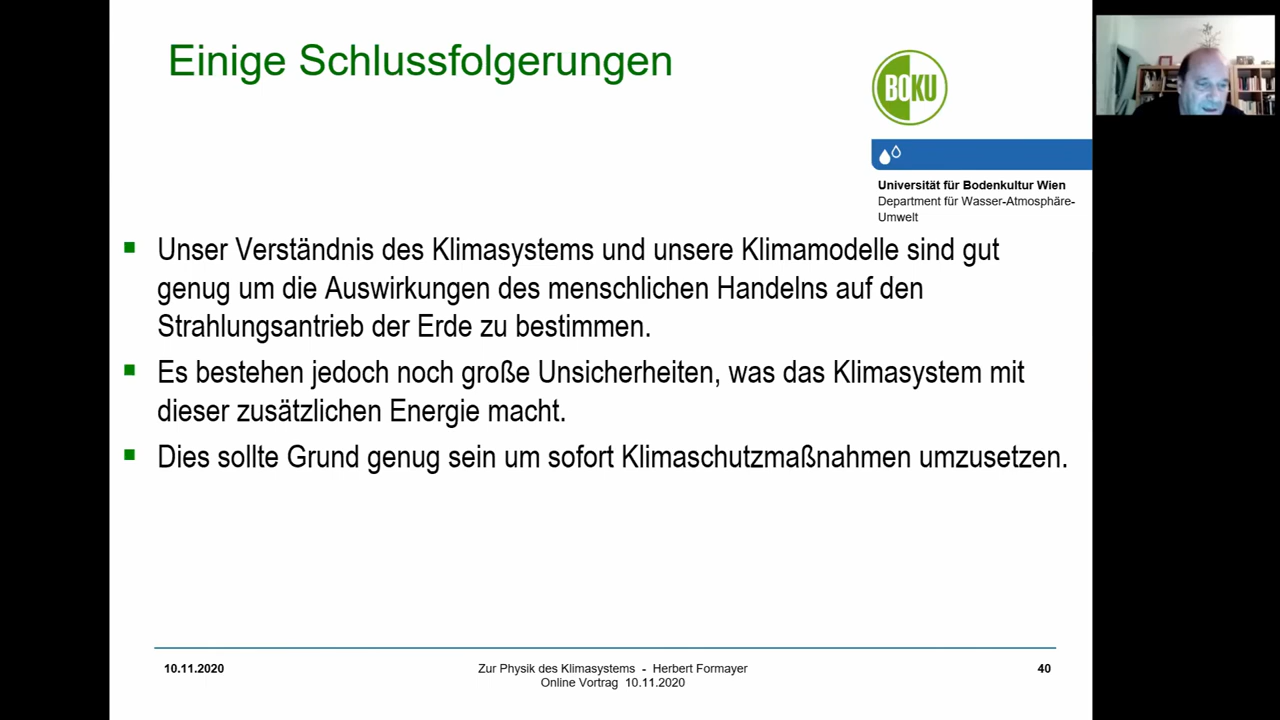 Einige Schlussfolgerungen
BOKU
Universität für Bodenkultur Wien
Department für Wasser-Atmosphäre-
Umwelt
Unser Verständnis des Klimasystems und unsere Klimamodelle sind gut
genug um die Auswirkungen des menschlichen Handelns auf den
Strahlungsantrieb der Erde zu bestimmen.
Es bestehen jedoch noch große Unsicherheiten, was das Klimasystem mit
dieser zusätzlichen Energie macht.
Dies sollte Grund genug sein um sofort Klimaschutzmaßnahmen umzusetzen.
10.11.2020
Zur Physik des Klimasystems - Herbert Formayer
Online Vortrag 10.11.2020
40